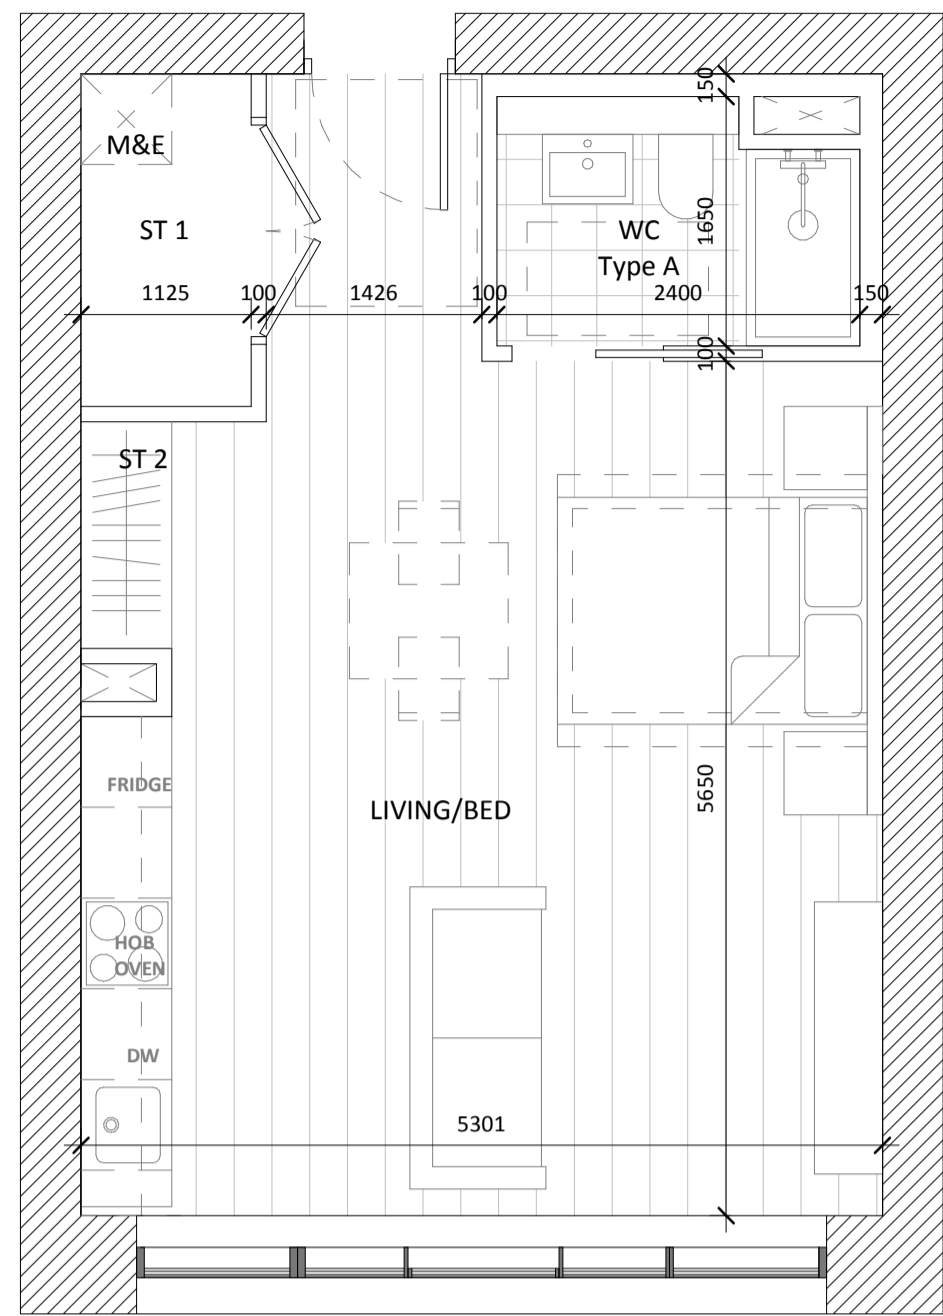 150
M&E
ST 1
WC
Type A
1650
1125
100
1426
100
2400
150
100
ST 2
FRIDGE
LIVING/BED
5650
HOB
OVEN
DW
5301